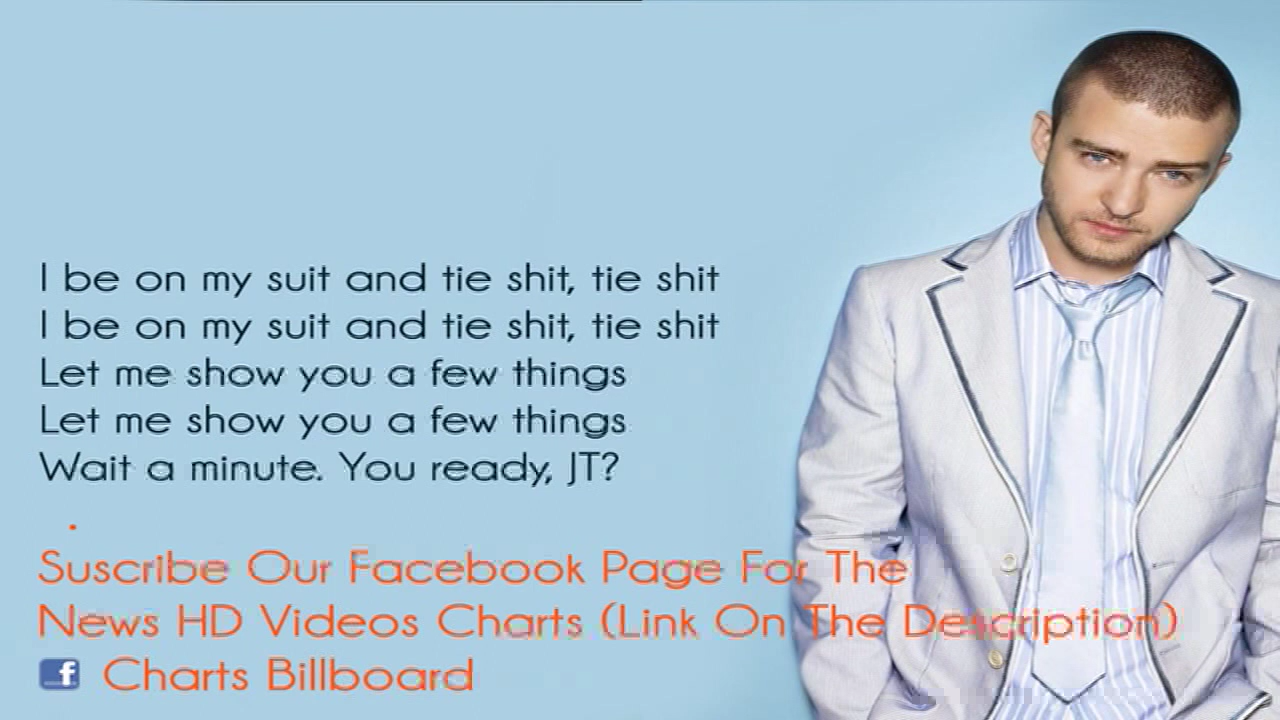 I be on my suit and tie shit, tie shit
I be on my suit and tie shit, tie shit
Let me show you a few things
Let me show you a few things
Wait a minute. You ready, JT?
.
Suscribe Our Facebook Page For The
News HD Videos Charts (Link On The Description)
f Charts Billboard